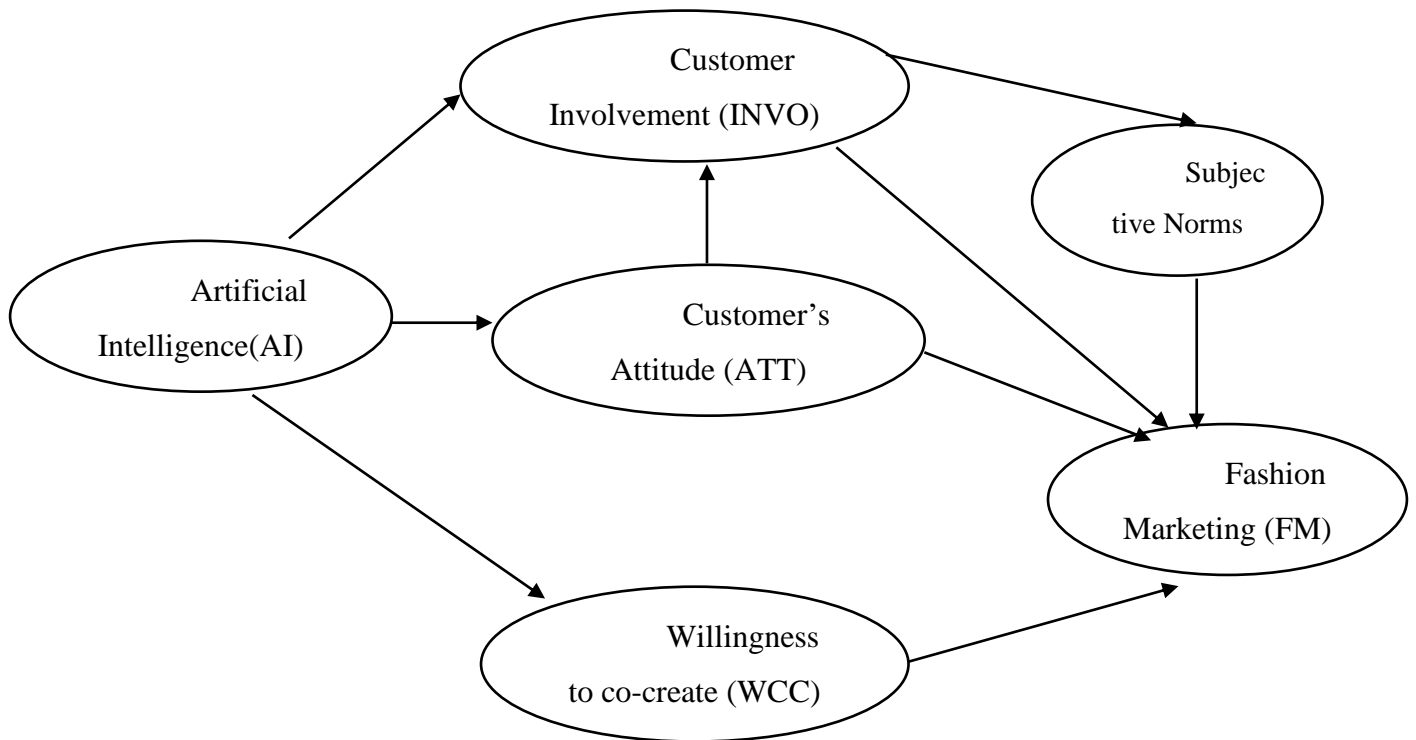 Customer
Involvement (INVO)
Subjec
tive Norms
Artificial
Intelligence(AI)
Customer’s
Attitude (ATT)
Fashion
Marketing (FM)
Willingness
to co-create (WCC)